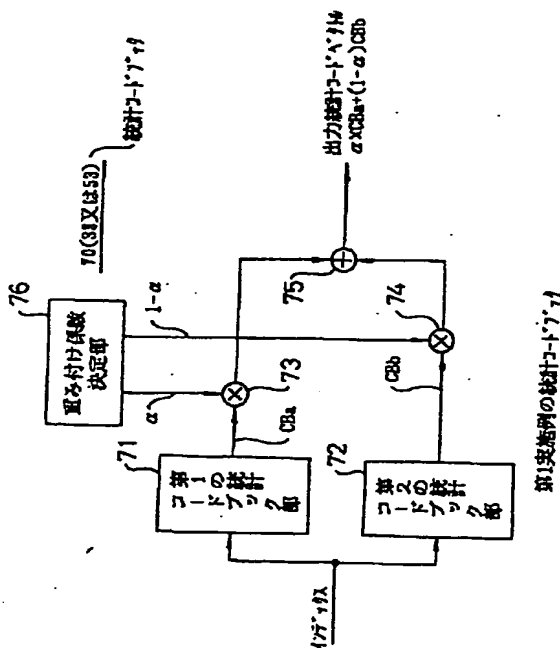 76
重み付け係数
決定部
70(38又は53)
統計コードブック
1-α
α
71
第1の統計
コードブック部
CBa
73
75
出力統計コードベクトル
α×CBa+(1-α)CBb
インデックス
72
第2の統計
コードブック部
CBb
74
第1実施例の統計コードブック